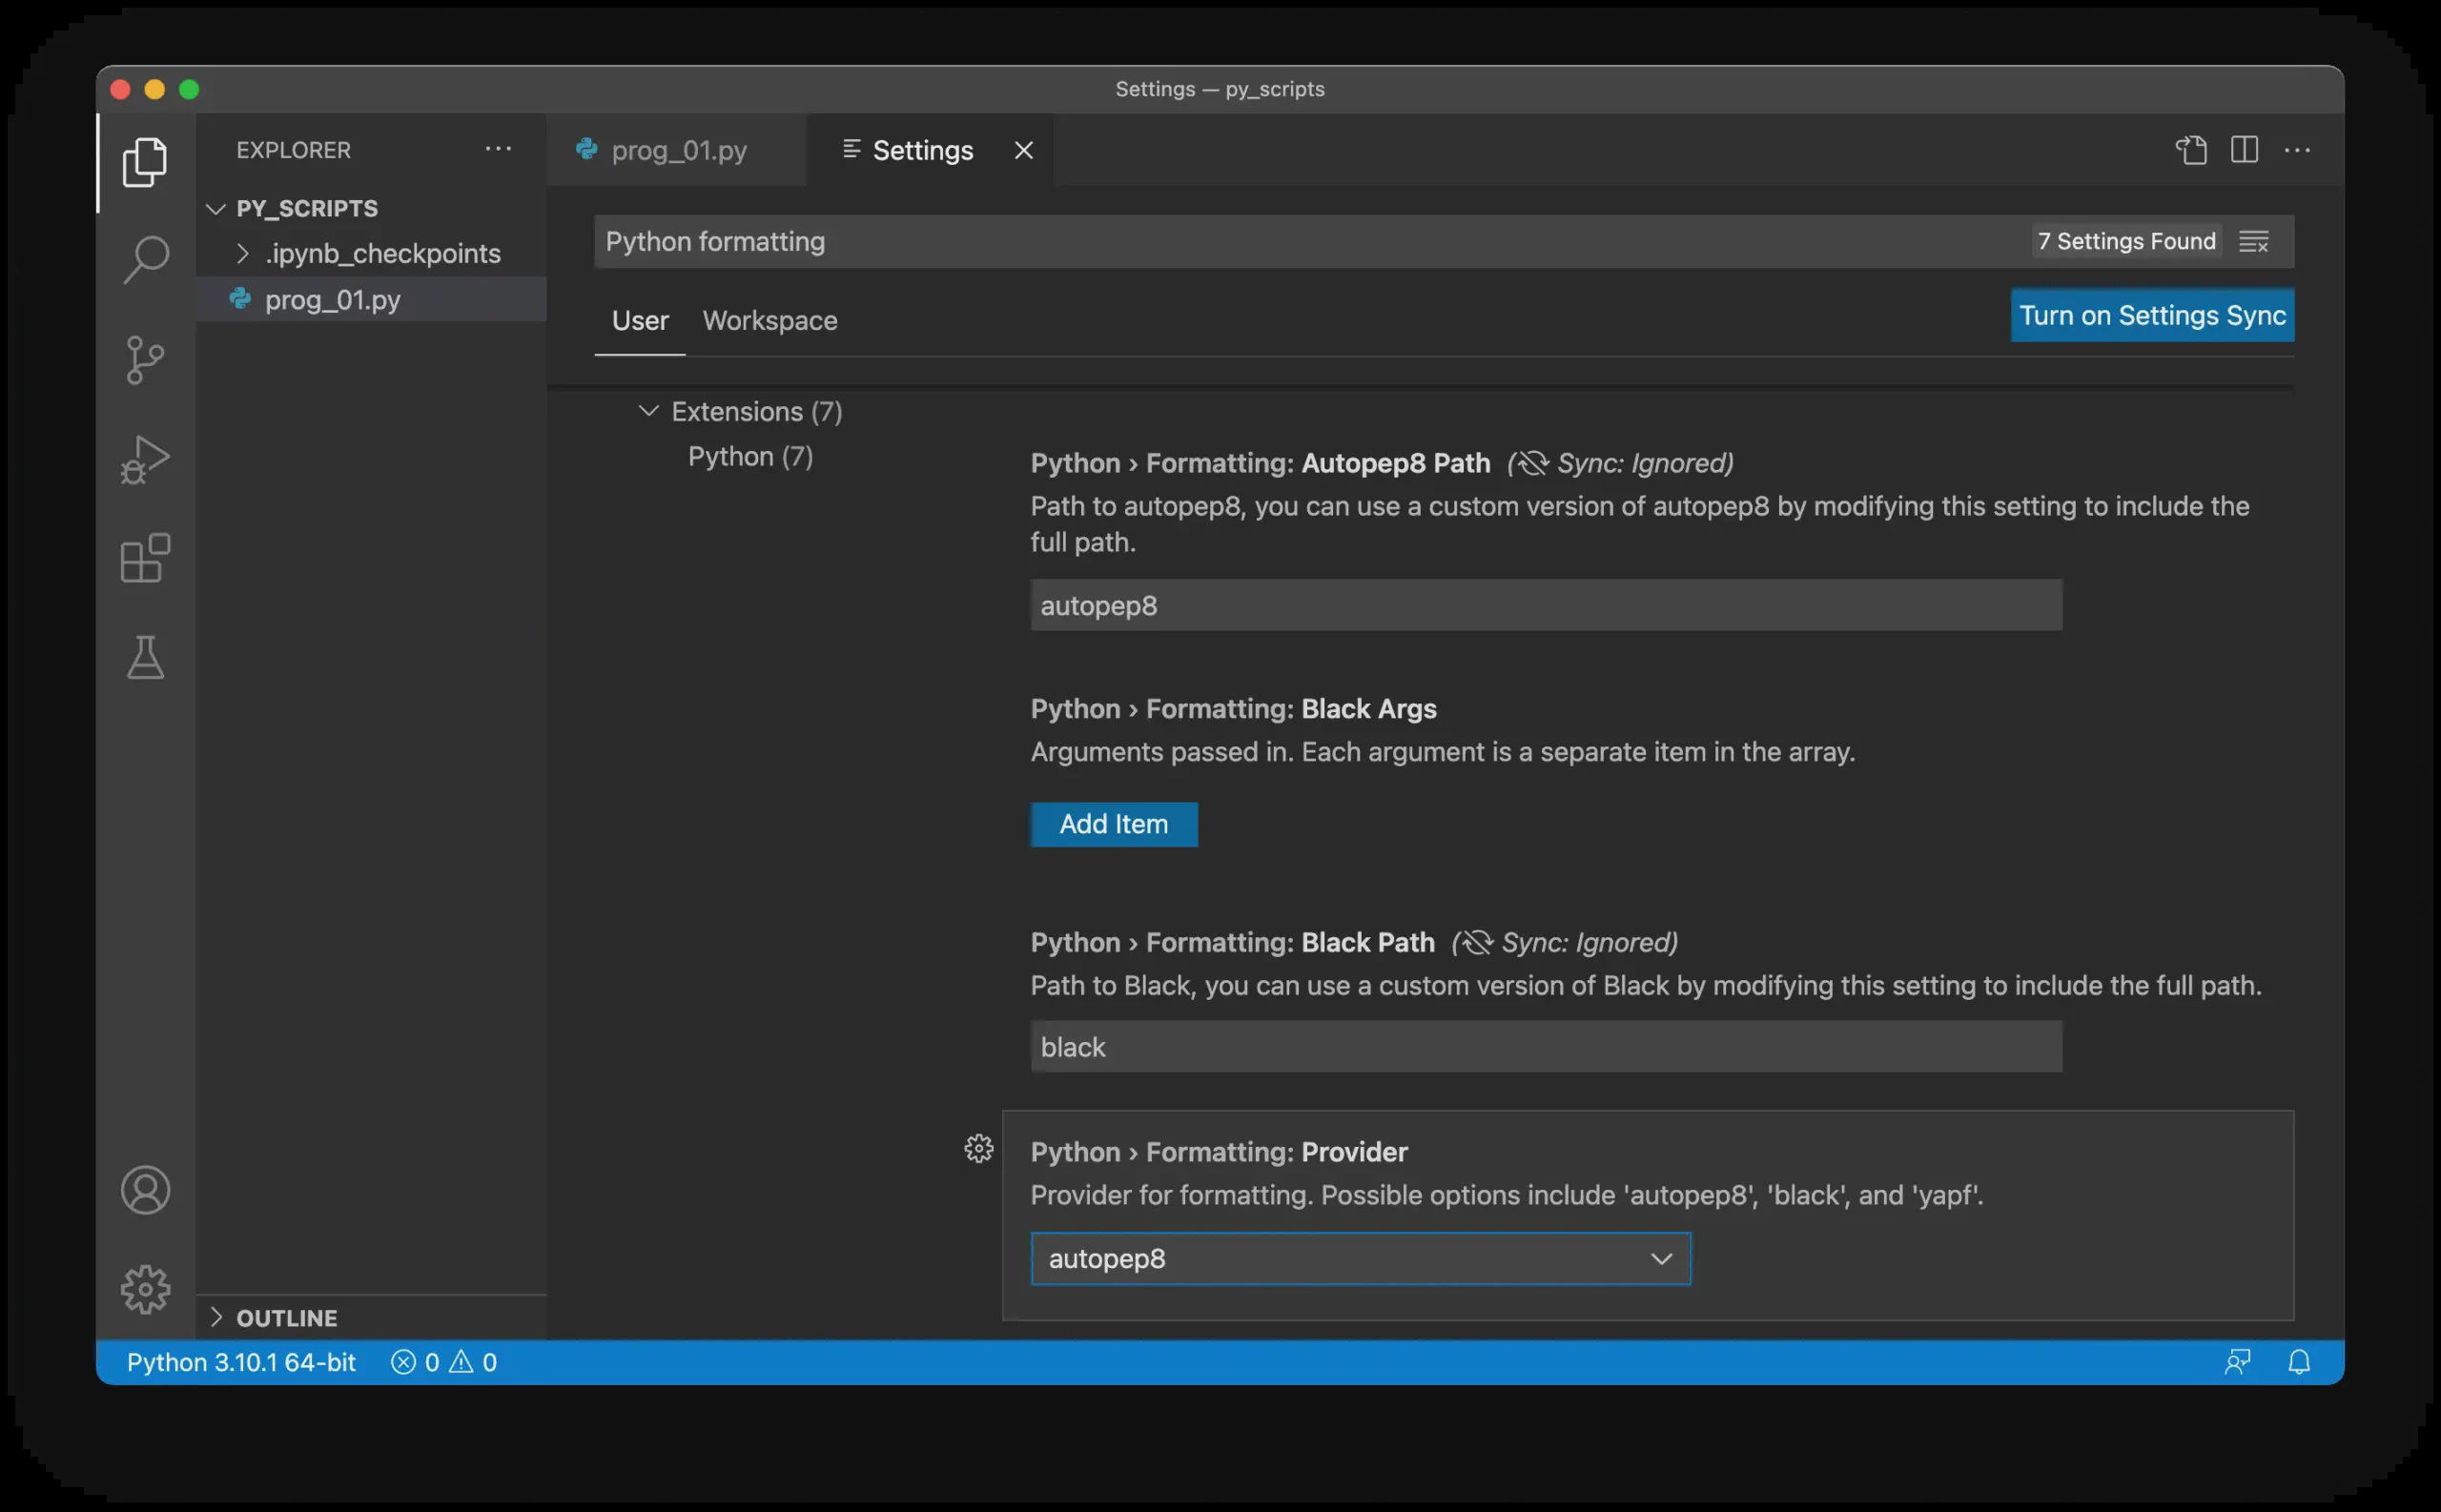 Settings — py_scripts
EXPLORER
PY_SCRIPTS
.ipynb_checkpoints
prog_01.py
OUTLINE
prog_01.py
Settings
Python formatting
7 Settings Found
User
Workspace
Turn on Settings Sync
Extensions (7)
Python (7)
Python › Formatting: Autopep8 Path (Sync: Ignored)
Path to autopep8, you can use a custom version of autopep8 by modifying this setting to include the
full path.
autopep8
Python › Formatting: Black Args
Arguments passed in. Each argument is a separate item in the array.
Add Item
Python › Formatting: Black Path (Sync: Ignored)
Path to Black, you can use a custom version of Black by modifying this setting to include the full path.
black
Python › Formatting: Provider
Provider for formatting. Possible options include 'autopep8', 'black', and 'yapf'.
autopep8
Python 3.10.1 64-bit
0
0